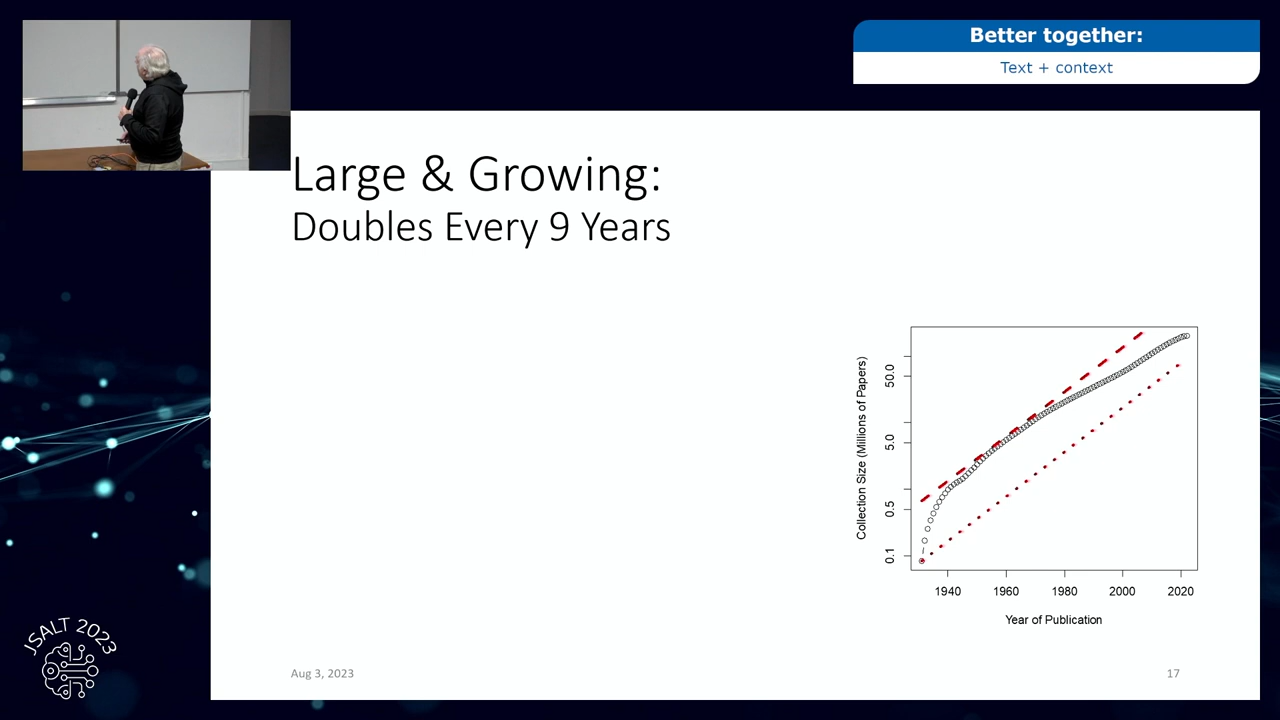 Better together:
Text + context
Large & Growing:
Doubles Every 9 Years
Collection Size (Millions of Papers)
50.0
5.0
0.5
0.1
1940 1960 1980 2000 2020
Year of Publication
JSALT 2023
Aug 3, 2023
17